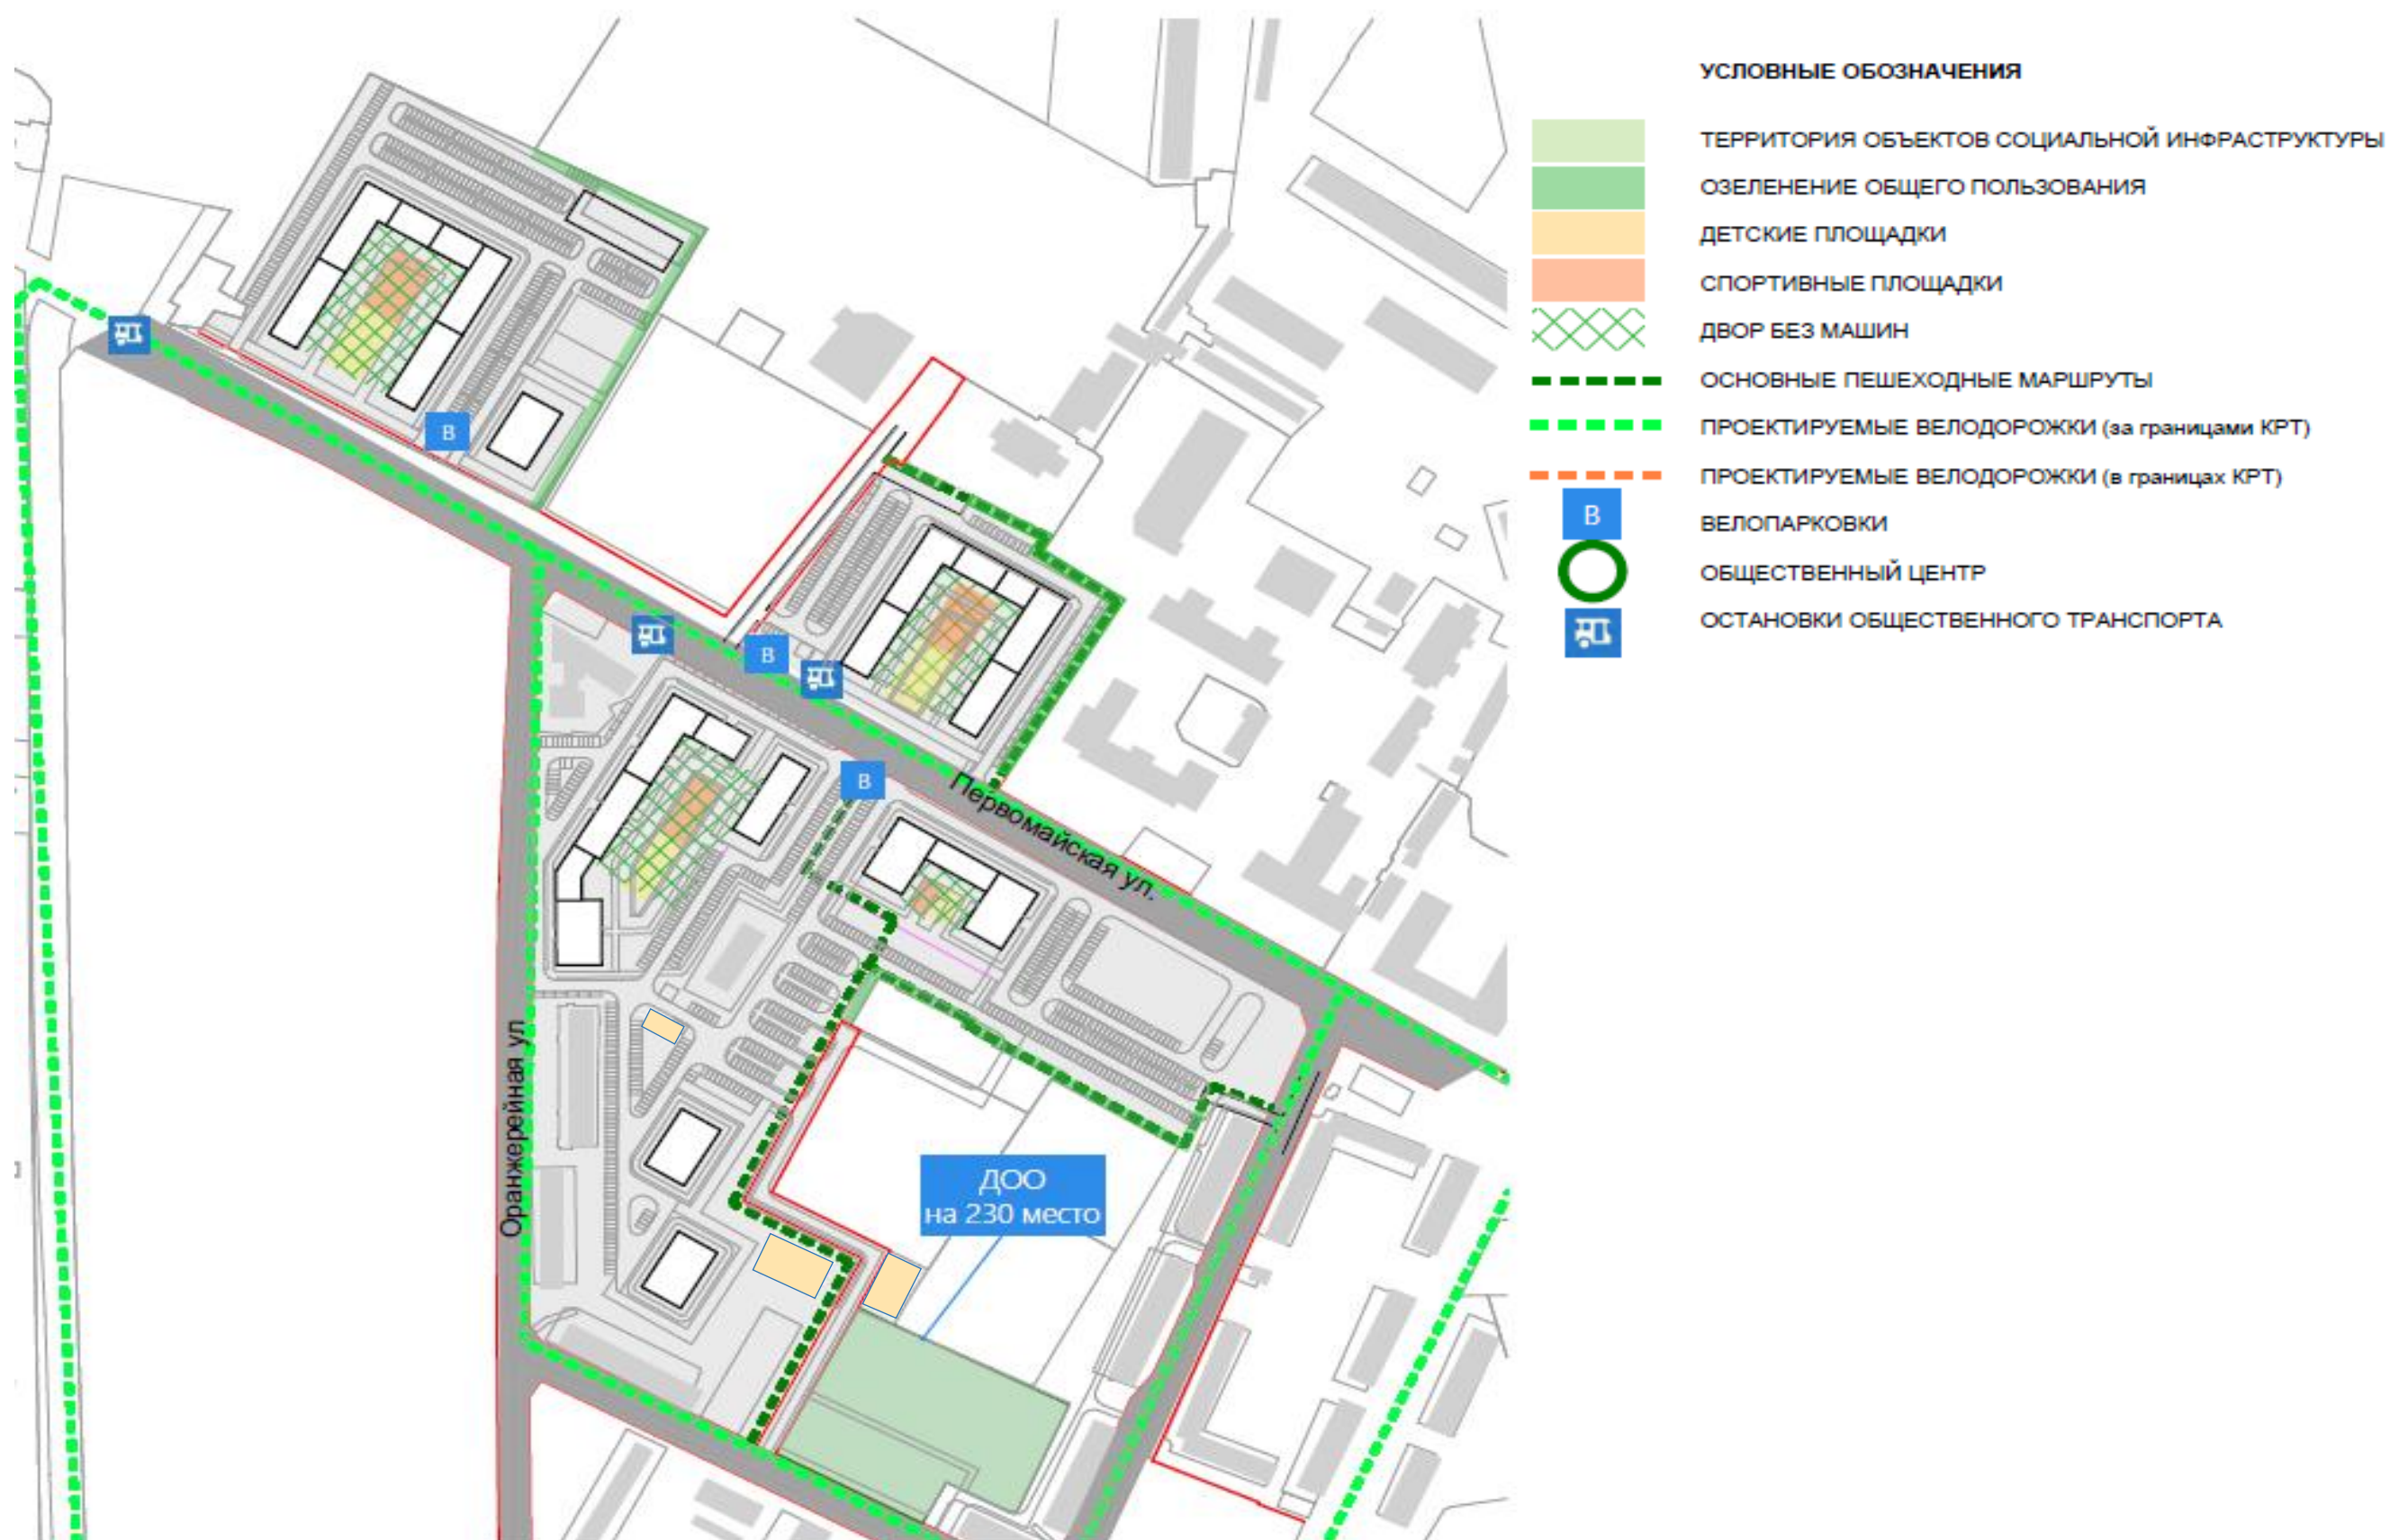 УСЛОВНЫЕ ОБОЗНАЧЕНИЯ
ТЕРРИТОРИЯ ОБЪЕКТОВ СОЦИАЛЬНОЙ ИНФРАСТРУКТУРЫ
ОЗЕЛЕНЕНИЕ ОБЩЕГО ПОЛЬЗОВАНИЯ
ДЕТСКИЕ ПЛОЩАДКИ
СПОРТИВНЫЕ ПЛОЩАДКИ
ДВОР БЕЗ МАШИН
ОСНОВНЫЕ ПЕШЕХОДНЫЕ МАРШРУТЫ
ПРОЕКТИРУЕМЫЕ ВЕЛОДОРОЖКИ (за границами КРТ)
ПРОЕКТИРУЕМЫЕ ВЕЛОДОРОЖКИ (в границах КРТ)
В
ВЕЛОПАРКОВКИ
ОБЩЕСТВЕННЫЙ ЦЕНТР
ОСТАНОВКИ ОБЩЕСТВЕННОГО ТРАНСПОРТА
В
В
В
Первомайская ул.
Оранжерейная ул
ДОО
на 230 место